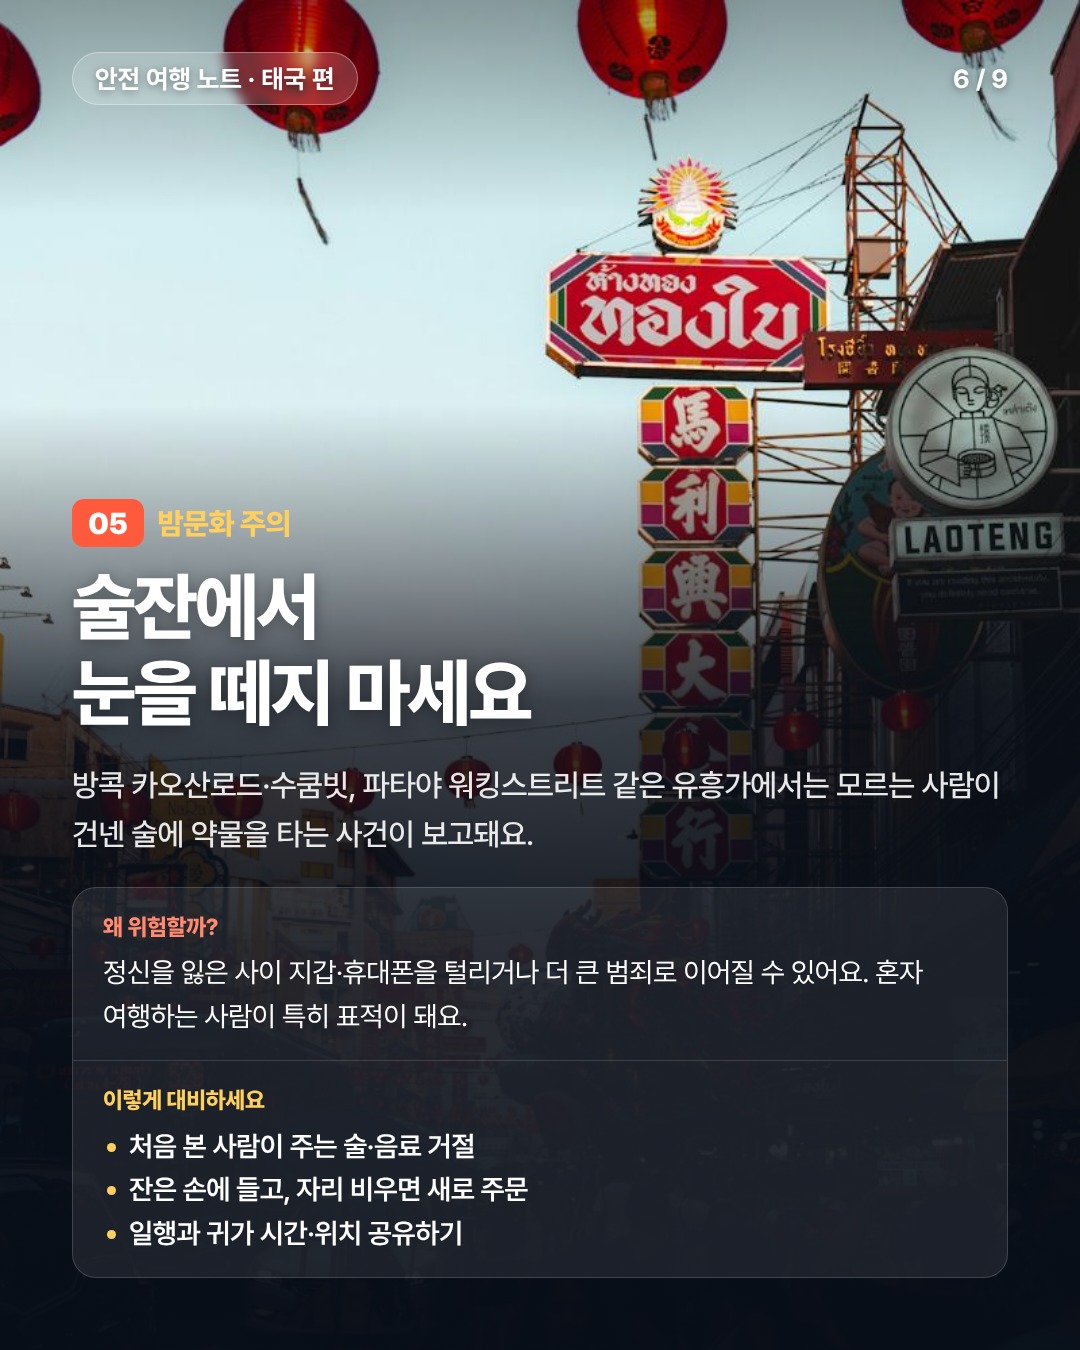 안전 여행 노트 · 태국 편
6 / 9
ห้างทอง
ทองใบ
馬
利
興
大
行
LAOTENG
05 밤문화 주의
술잔에서
눈을 떼지 마세요
방콕 카오산로드·수쿰빗, 파타야 워킹스트리트 같은 유흥가에서는 모르는 사람이
건넨 술에 약물을 타는 사건이 보고돼요.
왜 위험할까?
정신을 잃은 사이 지갑·휴대폰을 털리거나 더 큰 범죄로 이어질 수 있어요. 혼자
여행하는 사람이 특히 표적이 돼요.
이렇게 대비하세요
• 처음 본 사람이 주는 술·음료 거절
• 잔은 손에 들고, 자리 비우면 새로 주문
• 일행과 귀가 시간·위치 공유하기